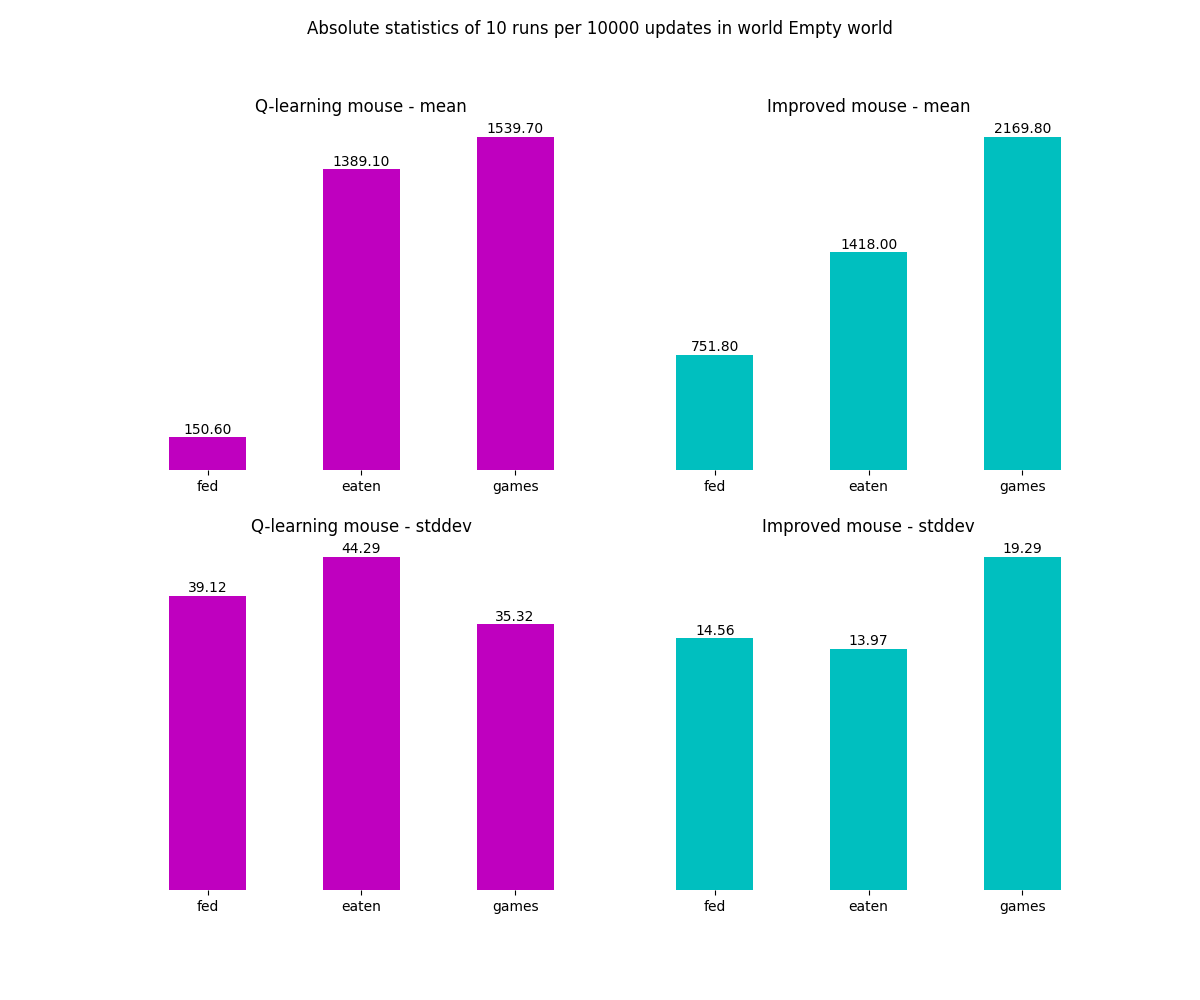 Absolute statistics of 10 runs per 10000 updates in world Empty world
Q-learning mouse - mean
1539.70
1389.10
150.60
fed eaten games
Improved mouse - mean
2169.80
1418.00
751.80
fed eaten games
Q-learning mouse - stddev
44.29
39.12
35.32
fed eaten games
Improved mouse - stddev
19.29
14.56
13.97
fed eaten games